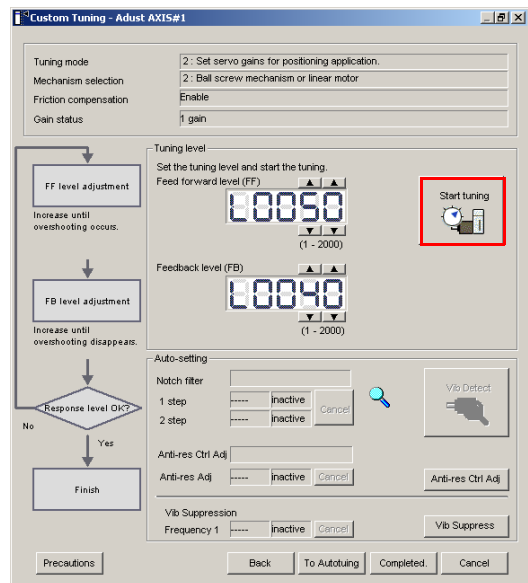 Custom Tuning - Adust AXIS#1
Tuning mode
2 : Set servo gains for positioning application.
Mechanism selection
2 : Ball screw mechanism or linear motor
Friction compensation
Enable
Gain status
1 gain
FF level adjustment
Increase until
overshooting occurs.
FB level adjustment
Increase until
overshooting disappears.
Response level OK?
No
Yes
Finish
Tuning level
Set the tuning level and start the tuning.
Feed forward level (FF)
L0050
(1 - 2000)
Feedback level (FB)
L0040
(1 - 2000)
Start tuning
Auto-setting
Notch filter
1 step
-----
inactive
2 step
-----
inactive
Cancel
Vib Detect
Anti-res Ctrl Adj
Anti-res Adj
-----
inactive
Cancel
Anti-res Ctrl Adj
Vib Suppression
Frequency 1
-----
inactive
Cancel
Vib Suppress
Precautions
Back
To Autotuing
Completed.
Cancel